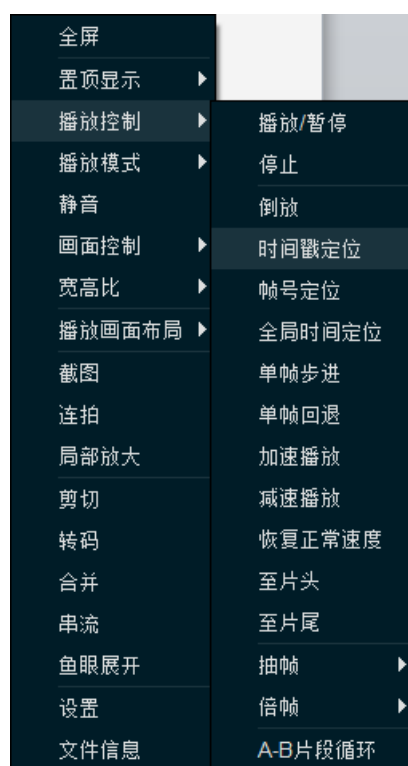 全屏
置顶显示
播放控制
播放模式
静音
画面控制
宽高比
播放画面布局
截图
连拍
局部放大
剪切
转码
合并
串流
鱼眼展开
设置
文件信息
播放/暂停
停止
倒放
时间戳定位
帧号定位
全局时间定位
单帧步进
单帧回退
加速播放
减速播放
恢复正常速度
至片头
至片尾
抽帧
倍帧
A-B片段循环